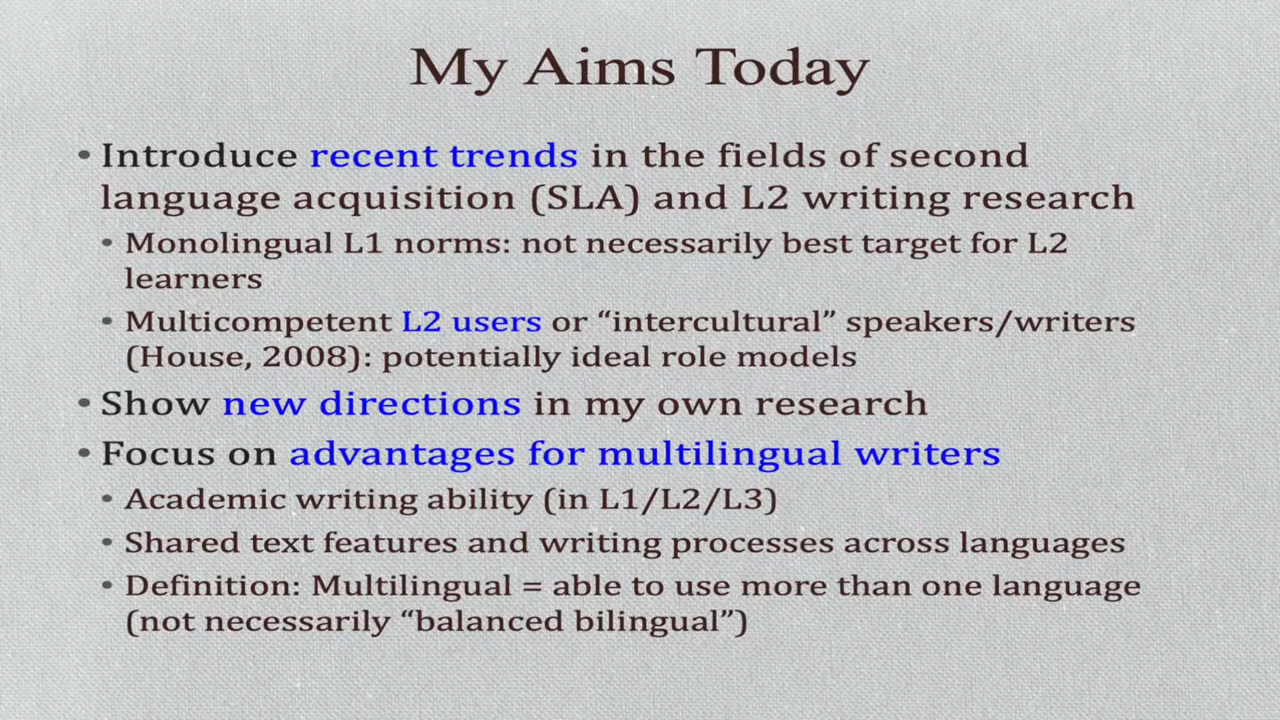 My Aims Today
• Introduce recent trends in the fields of second
language acquisition (SLA) and L2 writing research
• Monolingual L1 norms: not necessarily best target for L2
learners
• Multicompetent L2 users or “intercultural” speakers/writers
(House, 2008): potentially ideal role models
• Show new directions in my own research
• Focus on advantages for multilingual writers
• Academic writing ability (in L1/L2/L3)
• Shared text features and writing processes across languages
• Definition: Multilingual = able to use more than one language
(not necessarily “balanced bilingual”)